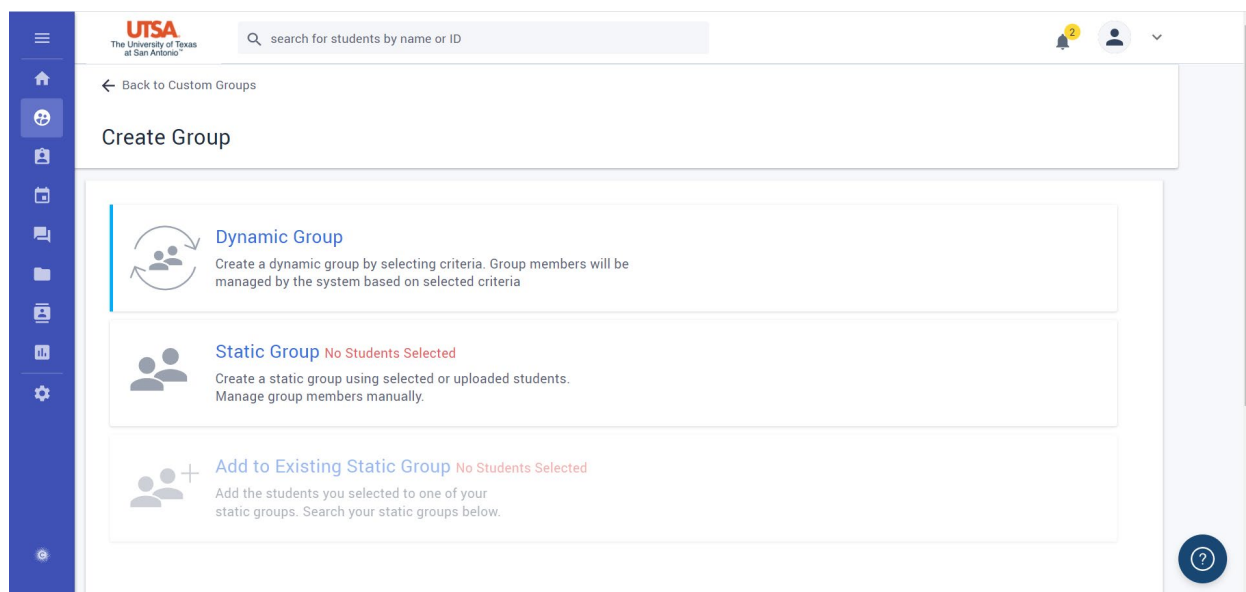 UTSA
The University of Texas
at San Antonio™
search for students by name or ID
2
Back to Custom Groups
Create Group
Dynamic Group
Create a dynamic group by selecting criteria. Group members will be
managed by the system based on selected criteria
Static Group No Students Selected
Create a static group using selected or uploaded students.
Manage group members manually.
Add to Existing Static Group No Students Selected
Add the students you selected to one of your
static groups. Search your static groups below.
?